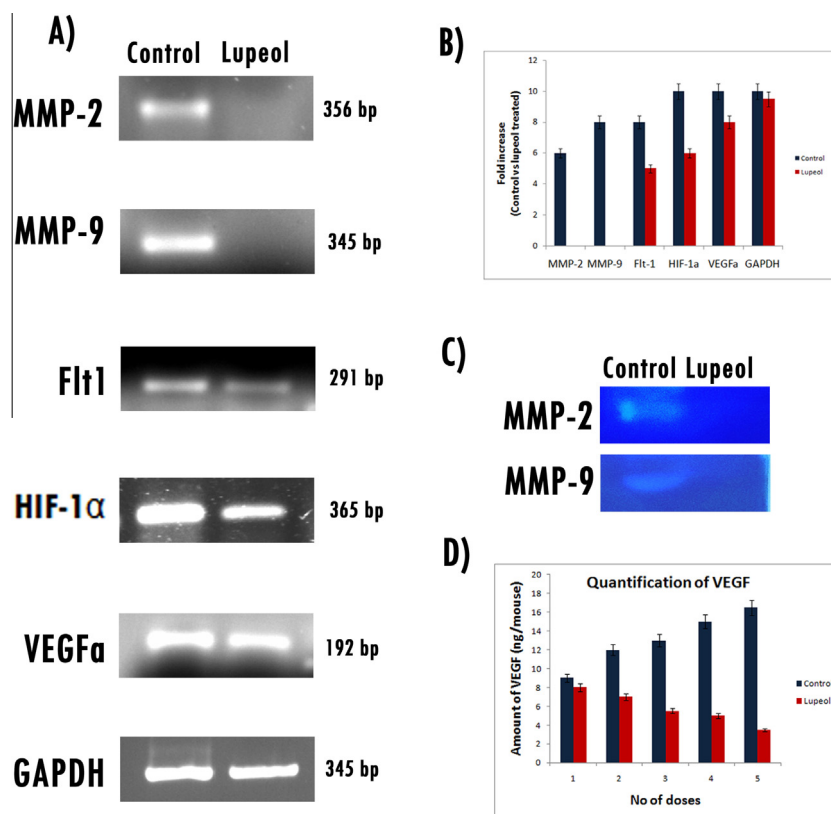 A)
Control Lupeol
MMP-2
356 bp
MMP-9
345 bp
Flt1
291 bp
HIF-1α
365 bp
VEGFa
192 bp
GAPDH
345 bp
B)
Fold increase
(Control vs lupeol treated)
12
10
8
6
4
2
0
MMP-2 MMP-9 Flt-1 HIF-1a VEGFa GAPDH
Control
Lupeol
C)
Control Lupeol
MMP-2
MMP-9
D)
Quantification of VEGF
Amount of VEGF (ng/mouse)
20
18
16
14
12
10
8
6
4
2
0
1 2 3 4 5
No of doses
Control
Lupeol